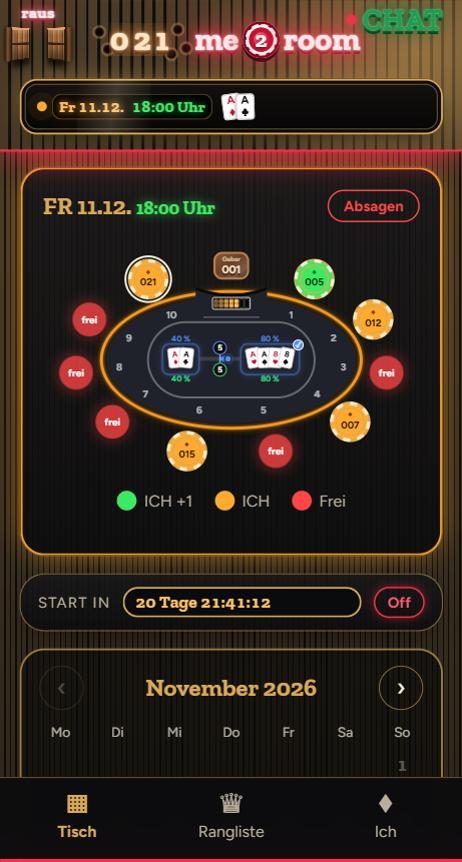 raus
021 me 2 room
CHAT
Fr 11.12. 18:00 Uhr A A
FR 11.12. 18:00 Uhr
Absagen
Geber
001
021
005
012
frei
frei
frei
frei
007
015
frei
10
1
9
2
8
3
7
4
6
5
40 %
80 %
A A
5
A A 8 8
5
40 %
80 %
ICH +1
ICH
Frei
START IN
20 Tage 21:41:12
Off
November 2026
Mo Di Mi Do Fr Sa So
1
Tisch
Rangliste
Ich